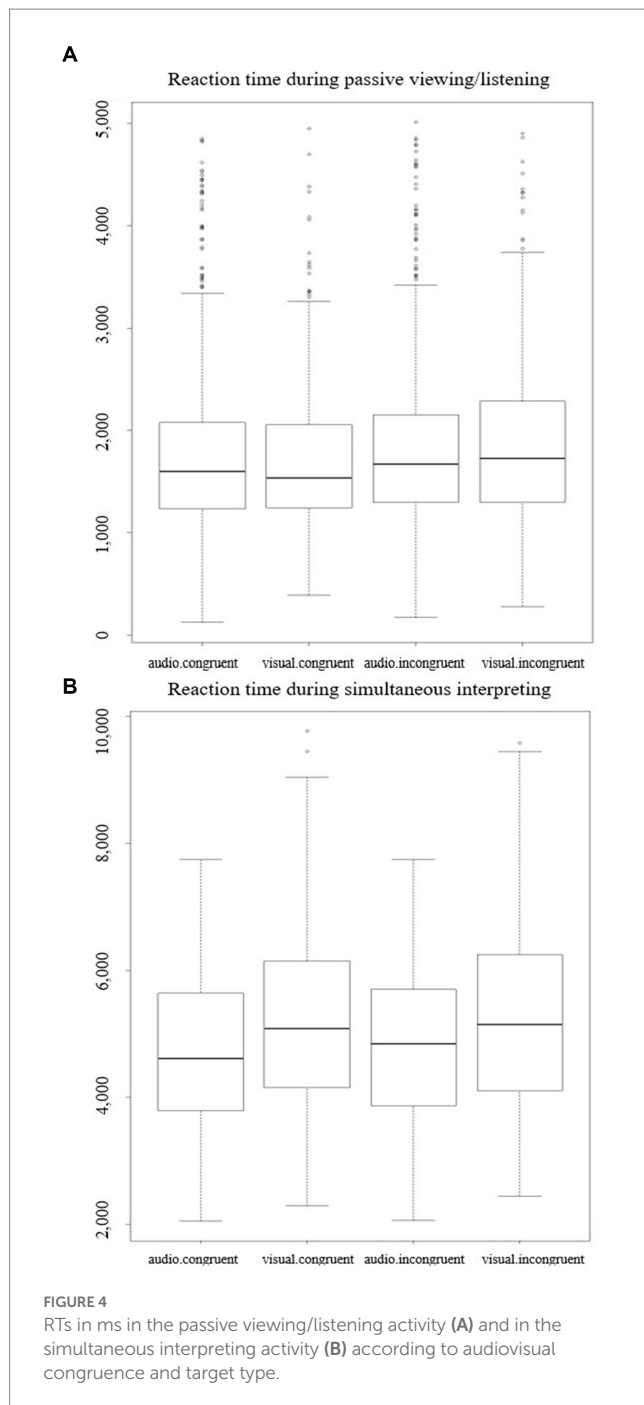 A
Reaction time during passive viewing/listening
5,000
4,000
3,000
2,000
1,000
0
audio.congruent visual.congruent audio.incongruent visual.incongruent
B
Reaction time during simultaneous interpreting
10,000
8,000
6,000
4,000
2,000
audio.congruent visual.congruent audio.incongruent visual.incongruent
FIGURE 4
RTs in ms in the passive viewing/listening activity (A) and in the
simultaneous interpreting activity (B) according to audiovisual
congruence and target type.